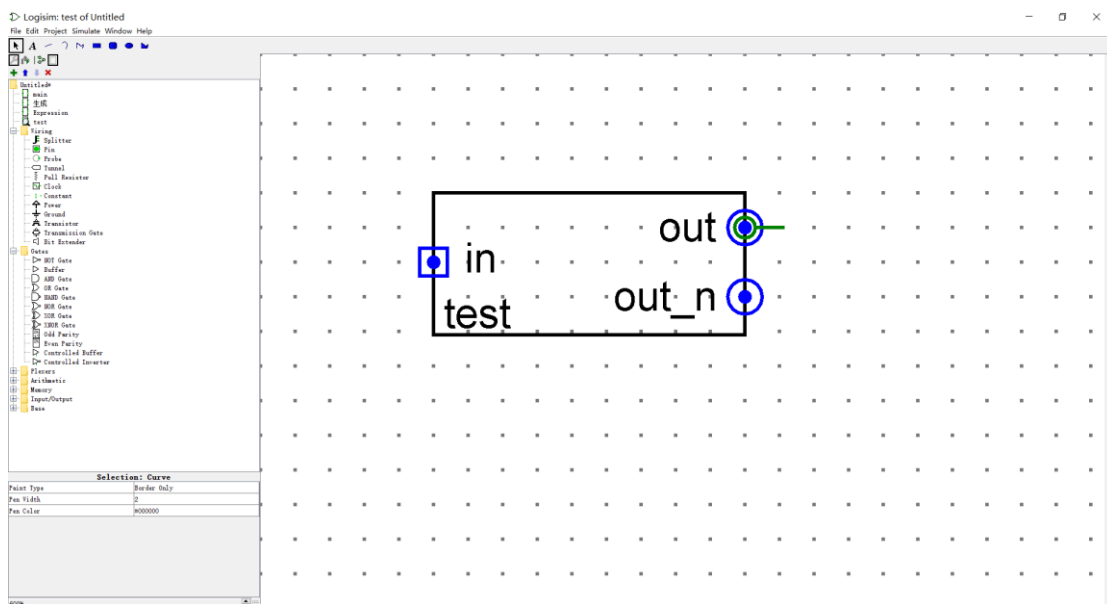 Logisim: test of Untitled
File Edit Project Simulate Window Help
A
Untitled*
main
生成
Expression
test
Wiring
Splitter
Pin
Probe
Tunnel
Pull Resistor
Clock
Constant
Power
Ground
Transistor
Transmission Gate
Bit Extender
Gates
NOT Gate
Buffer
AND Gate
OR Gate
NAND Gate
NOR Gate
XOR Gate
XNOR Gate
Odd Parity
Even Parity
Controlled Buffer
Controlled Inverter
Plexers
Arithmetic
Memory
Input/Output
Base
Selection: Curve
Paint Type Border Only
Pen Width 2
Pen Color #000000
out
in
out_n
test